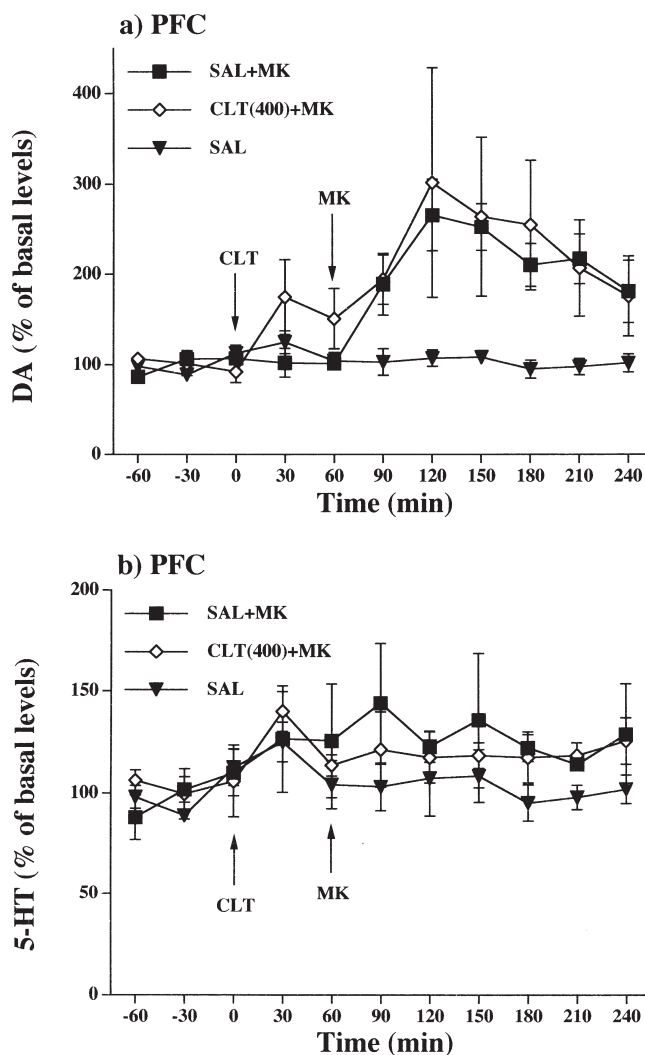 a) PFC
SAL+MK
CLT(400)+MK
SAL
CLT
MK
DA (% of basal levels)
400
300
200
100
0
-60 -30 0 30 60 90 120 150 180 210 240
Time (min)
b) PFC
SAL+MK
CLT(400)+MK
SAL
CLT
MK
5-HT (% of basal levels)
200
150
100
50
0
-60 -30 0 30 60 90 120 150 180 210 240
Time (min)